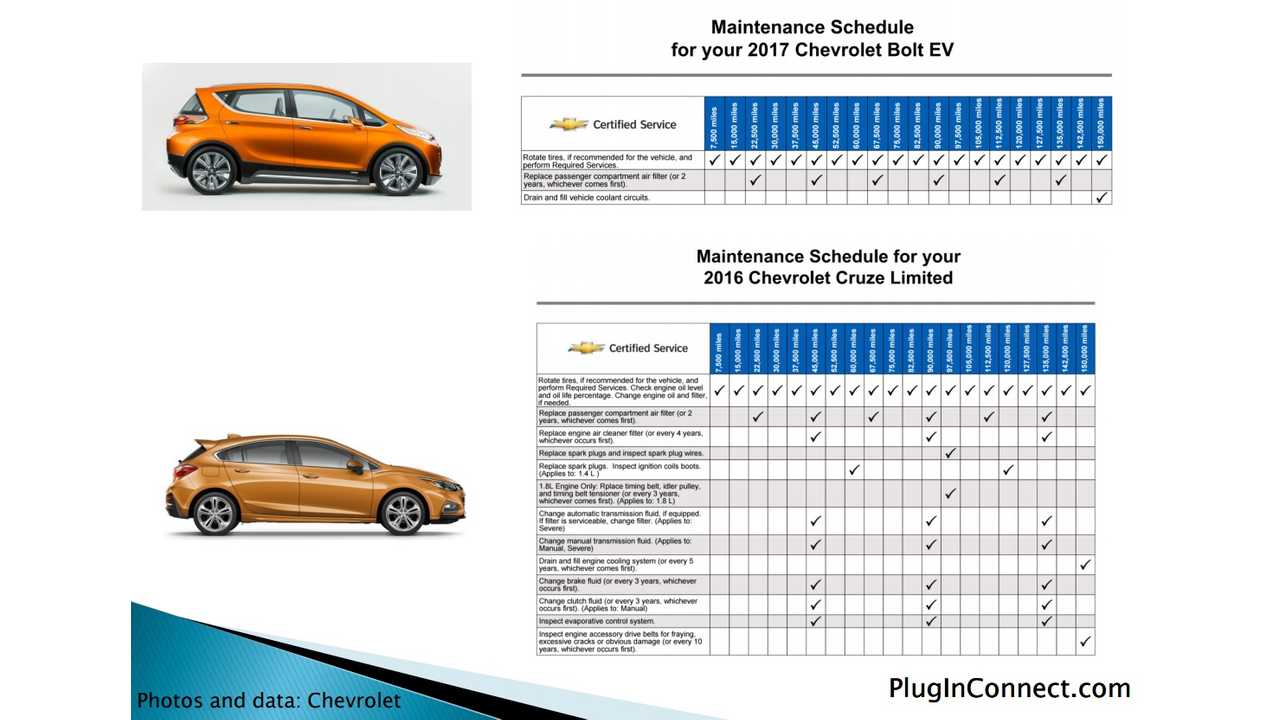 Maintenance Schedule
for your 2017 Chevrolet Bolt EV
Certified Service
7,500 miles
15,000 miles
22,500 miles
30,000 miles
37,500 miles
45,000 miles
52,500 miles
60,000 miles
67,500 miles
75,000 miles
82,500 miles
90,000 miles
97,500 miles
105,000 miles
112,500 miles
120,000 miles
127,500 miles
135,000 miles
142,500 miles
150,000 miles
Rotate tires, if recommended for the vehicle, and
perform Required Services.
Replace passenger compartment air filter (or 2
years, whichever comes first).
Drain and fill vehicle coolant circuits.
Maintenance Schedule for your
2016 Chevrolet Cruze Limited
Certified Service
7,500 miles
15,000 miles
22,500 miles
30,000 miles
37,500 miles
45,000 miles
52,500 miles
60,000 miles
67,500 miles
75,000 miles
82,500 miles
90,000 miles
97,500 miles
105,000 miles
112,500 miles
120,000 miles
127,500 miles
135,000 miles
142,500 miles
150,000 miles
Rotate tires, if recommended for the vehicle, and
perform Required Services. Check engine oil level
and oil life percentage. Change engine oil and filter,
if needed.
Replace passenger compartment air filter (or 2
years, whichever comes first).
Replace engine air cleaner filter (or every 4 years,
whichever occurs first).
Replace spark plugs and inspect spark plug wires.
Replace spark plugs. Inspect ignition coils boots.
(Applies to: 1.4 L.)
1.8L Engine Only: Rplace timing belt, idler pulley,
and timing belt tensioner (or every 3 years,
whichever comes first). (Applies to: 1.8 L)
Change automatic transmission fluid, if equipped.
If filter is serviceable, change filter. (Applies to:
Severe)
Change manual transmission fluid. (Applies to:
Manual, Severe)
Drain and fill engine cooling system (or every 5
years, whichever comes first).
Change brake fluid (or every 3 years, whichever
occurs first).
Change clutch fluid (or every 3 years, whichever
occurs first). (Applies to: Manual)
Inspect evaporative control system.
Inspect engine accessory drive belts for fraying,
excessive cracks or obvious damage (or every 10
years, whichever occurs first).
Photos and data: Chevrolet
PlugInConnect.com